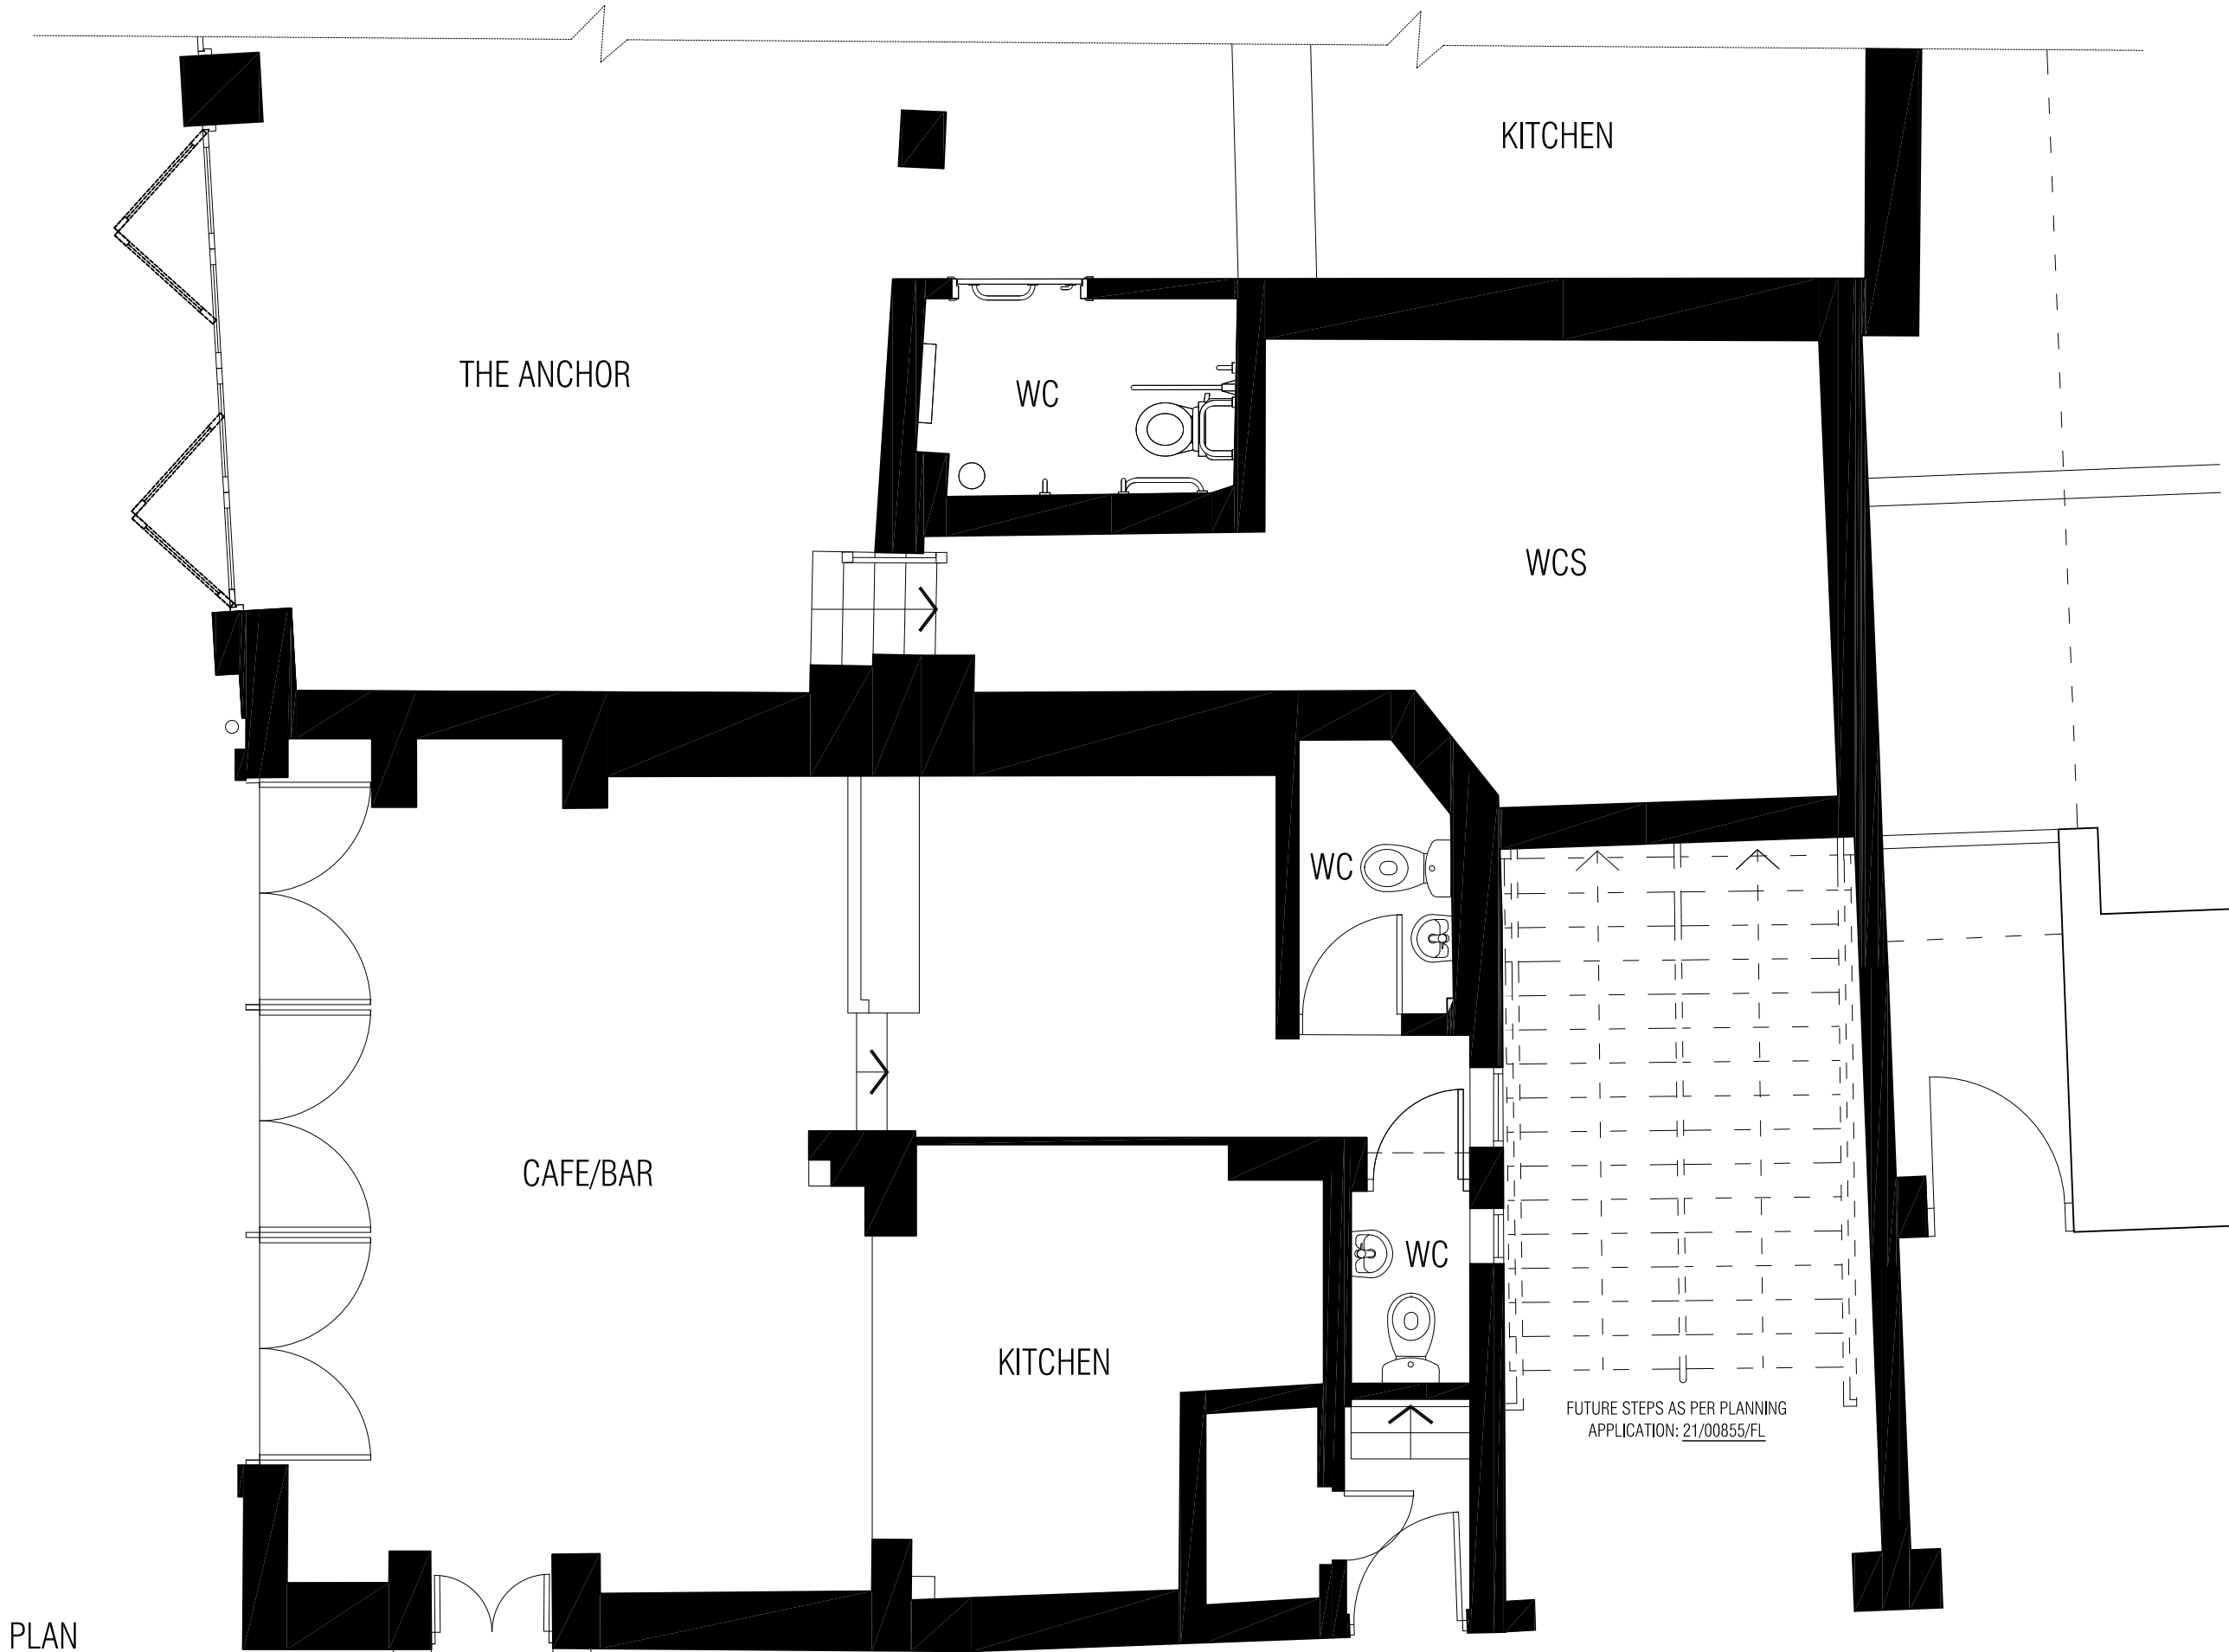 KITCHEN
THE ANCHOR
WC
WCS
WC
CAFE/BAR
WC
KITCHEN
FUTURE STEPS AS PER PLANNING
APPLICATION: 21/00855/FL
PLAN